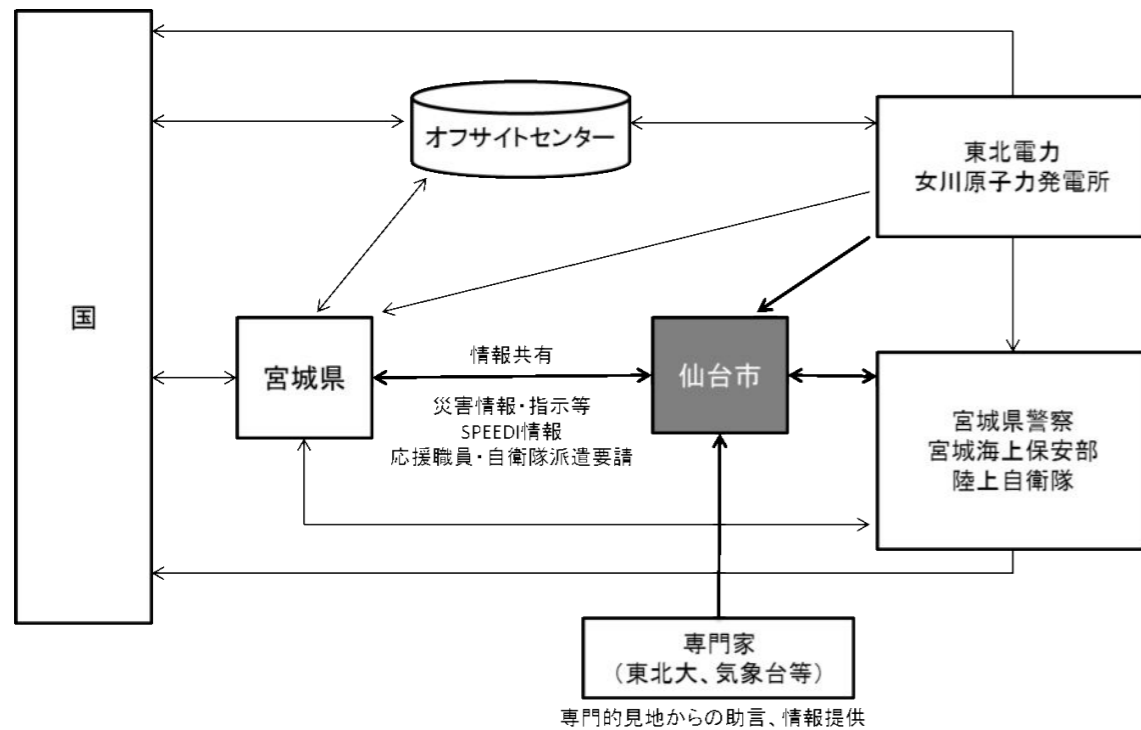 オフサイトセンター
東北電力
女川原子力発電所
国
宮城県
情報共有
災害情報・指示等
SPEEDI情報
応援職員・自衛隊派遣要請
仙台市
宮城県警察
宮城海上保安部
陸上自衛隊
専門家
（東北大、気象台等）
専門的見地からの助言、情報提供